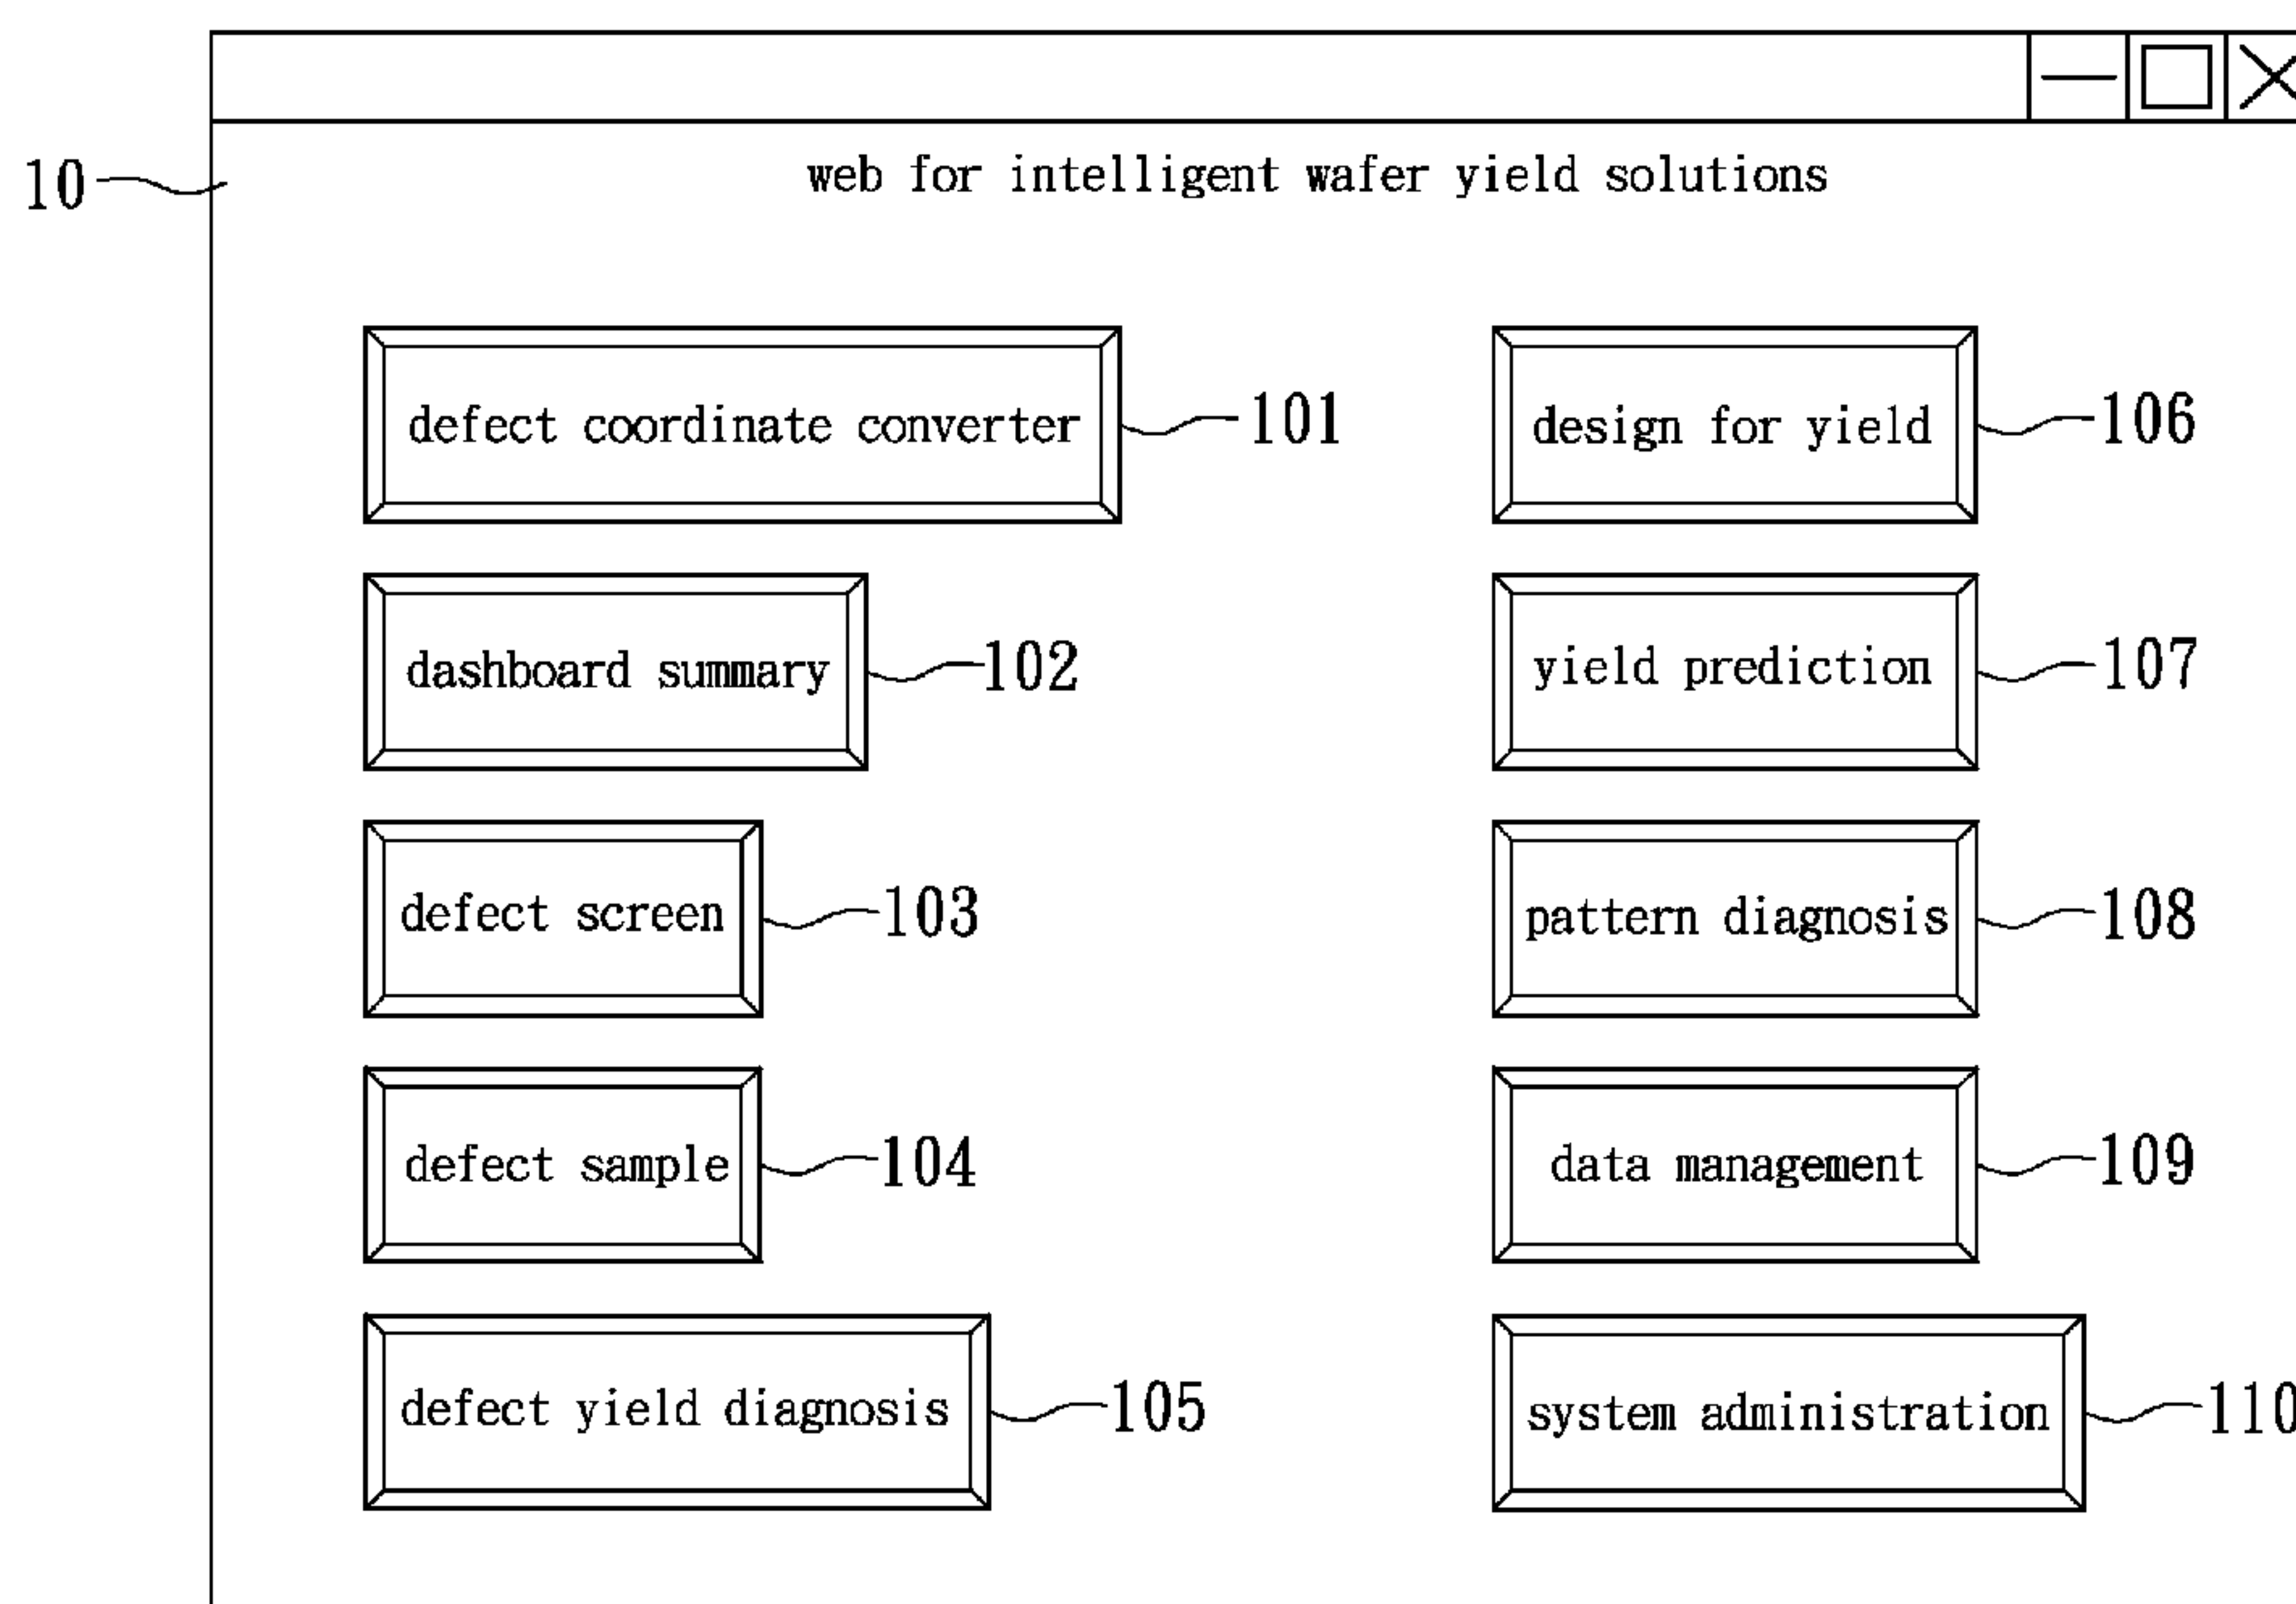 10
web for intelligent wafer yield solutions
defect coordinate converter 101
design for yield 106
dashboard summary 102
yield prediction 107
defect screen 103
pattern diagnosis 108
defect sample 104
data management 109
defect yield diagnosis 105
system administration 110